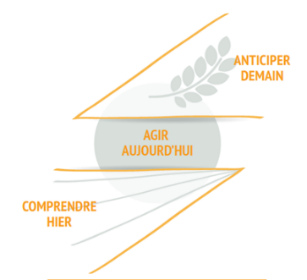 ANTICIPER
DEMAIN
AGIR
AUJOURD'HUI
COMPRENDRE
HIER